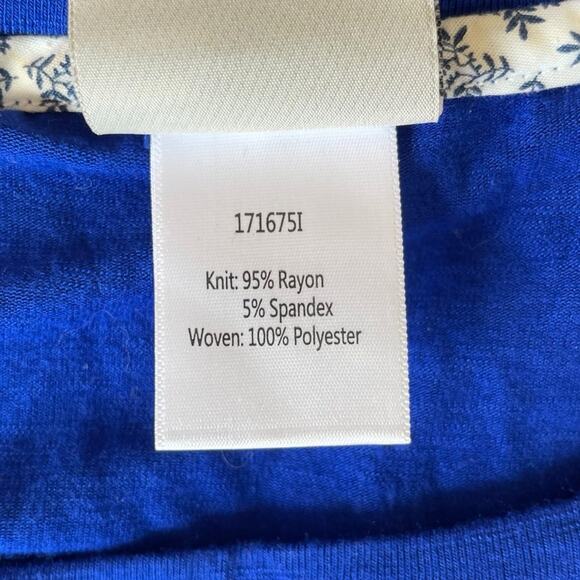 171675I
Knit: 95% Rayon
5% Spandex
Woven: 100% Polyester